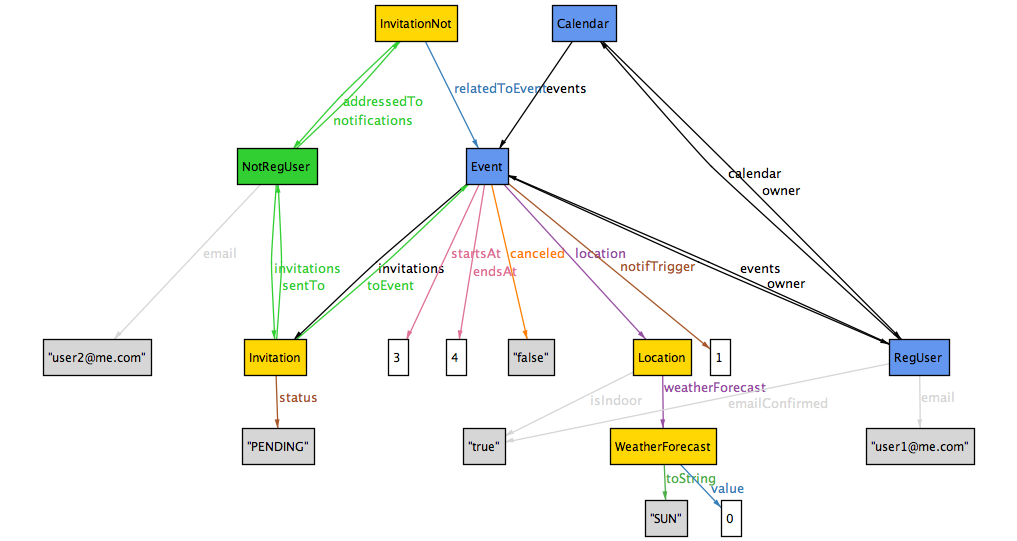 InvitationNot
Calendar
relatedToEvent
events
addressedTo
notifications
NotRegUser
Event
calendar
owner
email
invitations
sentTo
invitations
toEvent
startsAt
endsAt
canceled
location
notifTrigger
events
owner
"user2@me.com"
Invitation
3
4
"false"
Location
1
RegUser
status
isIndoor
weatherForecast
emailConfirmed
email
"PENDING"
"true"
WeatherForecast
"user1@me.com"
toString
value
"SUN"
0